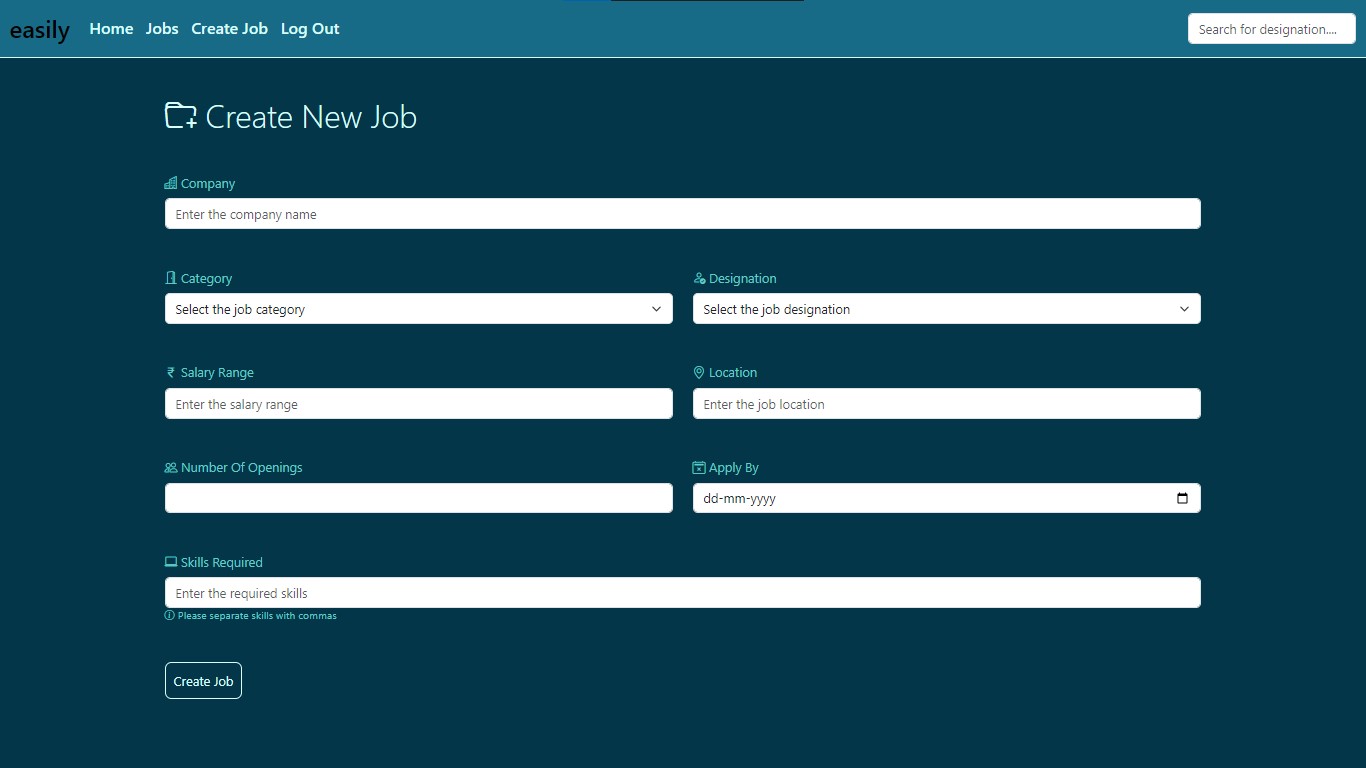 easily Home Jobs Create Job Log Out Search for designation....
Create New Job
Company
Enter the company name
Category Designation
Select the job category Select the job designation
₹ Salary Range Location
Enter the salary range Enter the job location
Number Of Openings Apply By
dd-mm-yyyy
Skills Required
Enter the required skills
Please separate skills with commas
Create Job